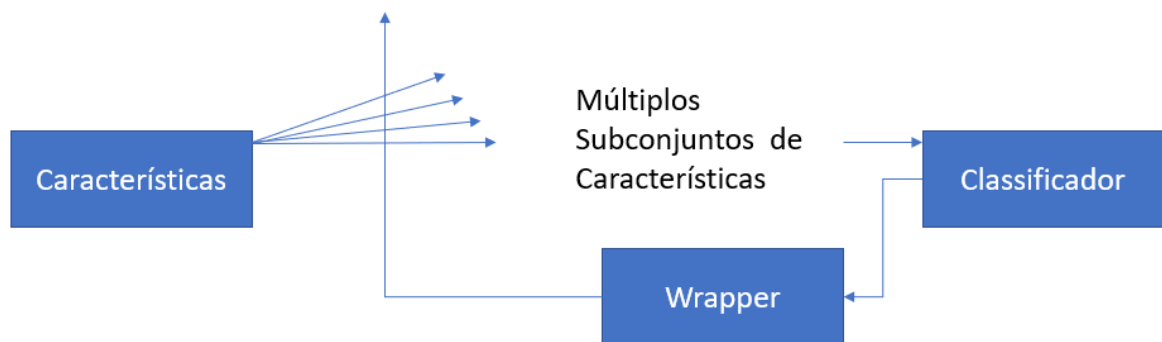 Múltiplos
Subconjuntos de
Características
Características
Classificador
Wrapper